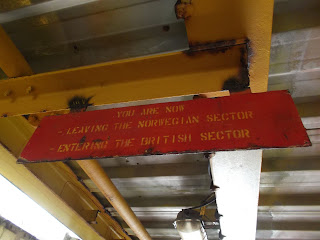 YOU ARE NOW
- LEAVING THE NORWEGIAN SECTOR
- ENTERING THE BRITISH SECTOR